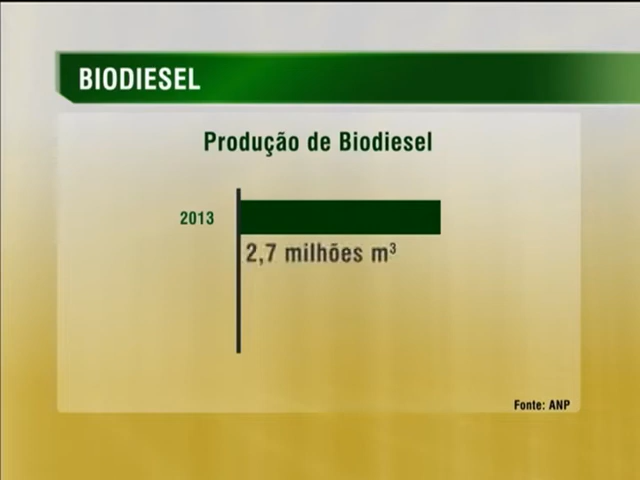 BIODIESEL
Produção de Biodiesel
2013
2,7 milhões m³
Fonte: ANP